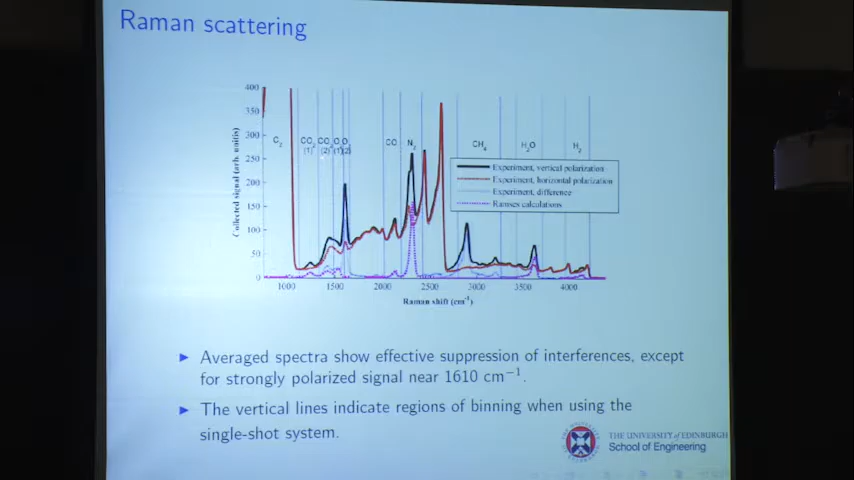 Raman scattering
400
350
300
250
200
150
100
50
0
Collected signal (arb. units)
C2 CO2 CO2 O2 O2 CO N2 CH4 H2O H2
(1) (2) (1) (2)
Experiment, vertical polarization
Experiment, horizontal polarization
Experiment, difference
Ramses calculations
1000 1500 2000 2500 3000 3500 4000
Raman shift (cm-1)
► Averaged spectra show effective suppression of interferences, except
for strongly polarized signal near 1610 cm−1.
► The vertical lines indicate regions of binning when using the
single-shot system.
THE UNIVERSITY of EDINBURGH
School of Engineering